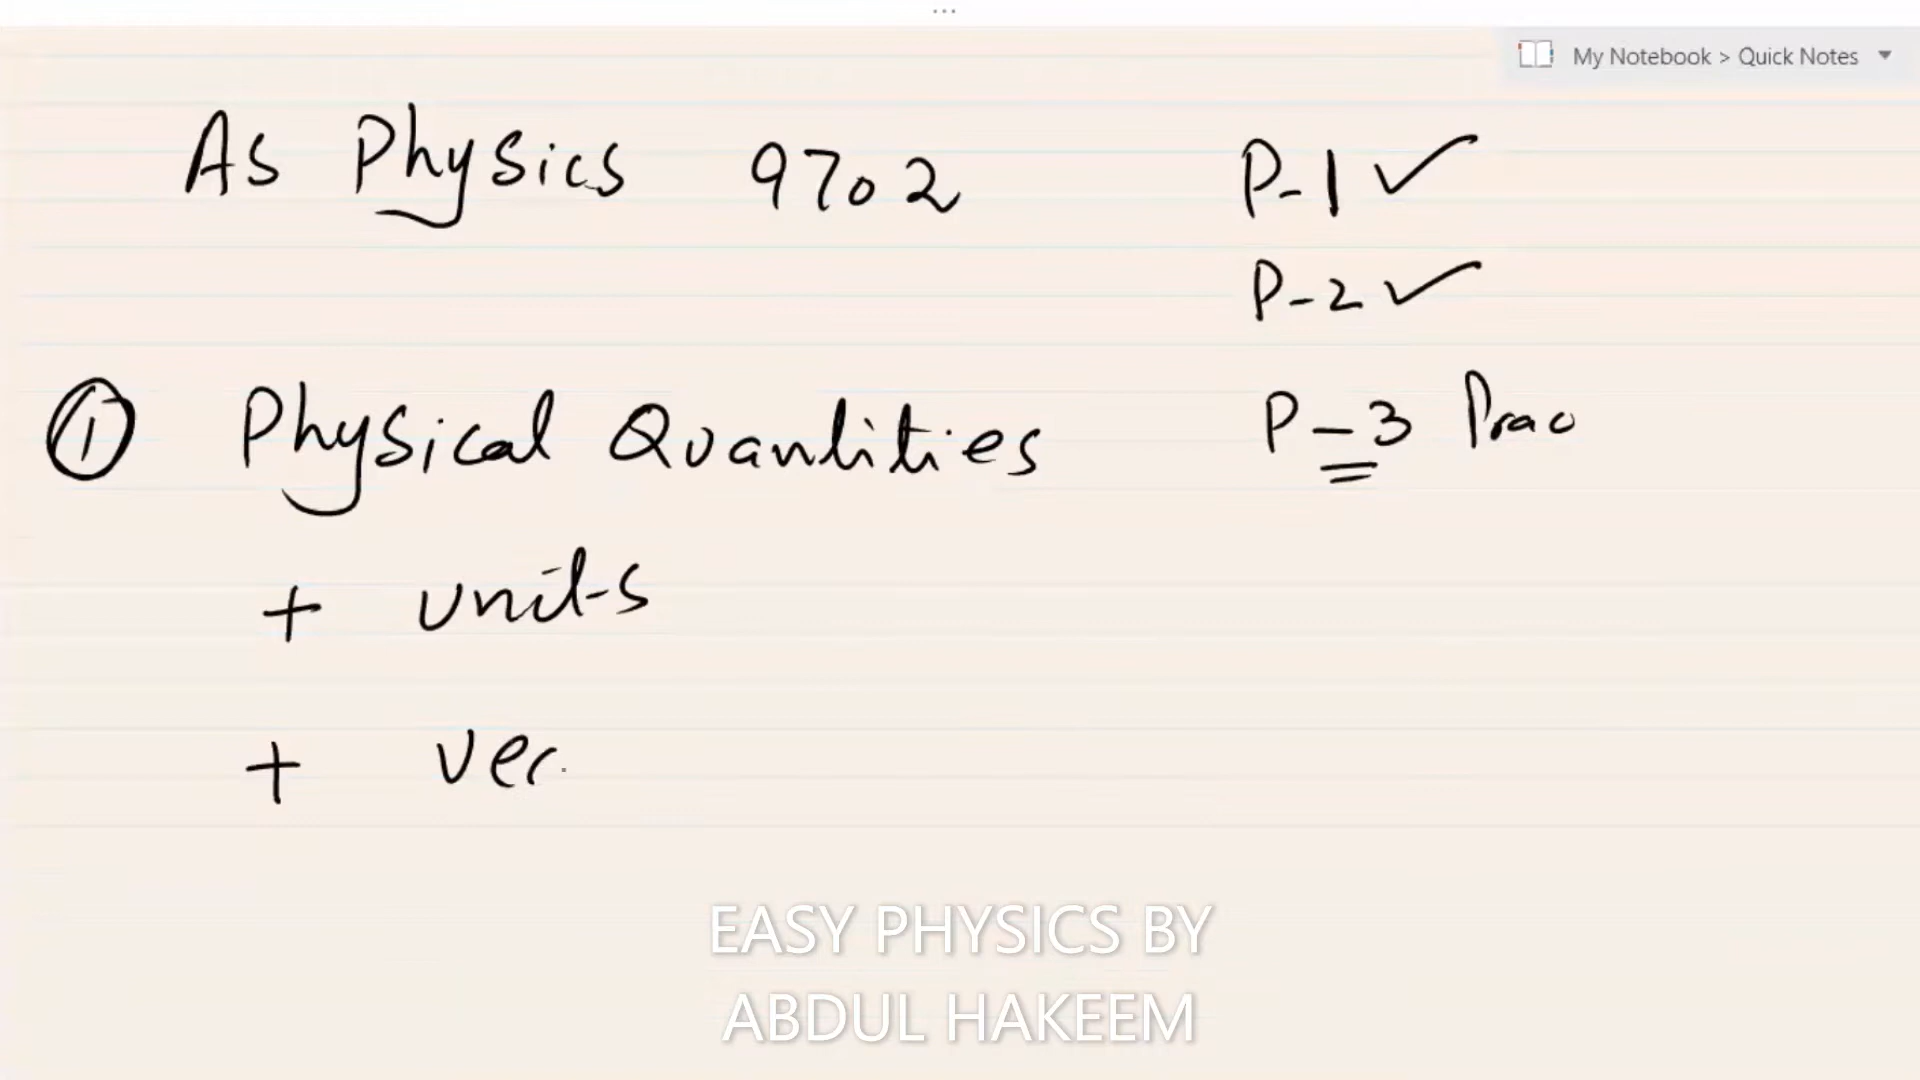 My Notebook > Quick Notes
As Physics 9702
P-1 ✓
P-2 ✓
① Physical Quantities
P-3 Prac
+ units
+ vec
EASY PHYSICS BY
ABDUL HAKEEM